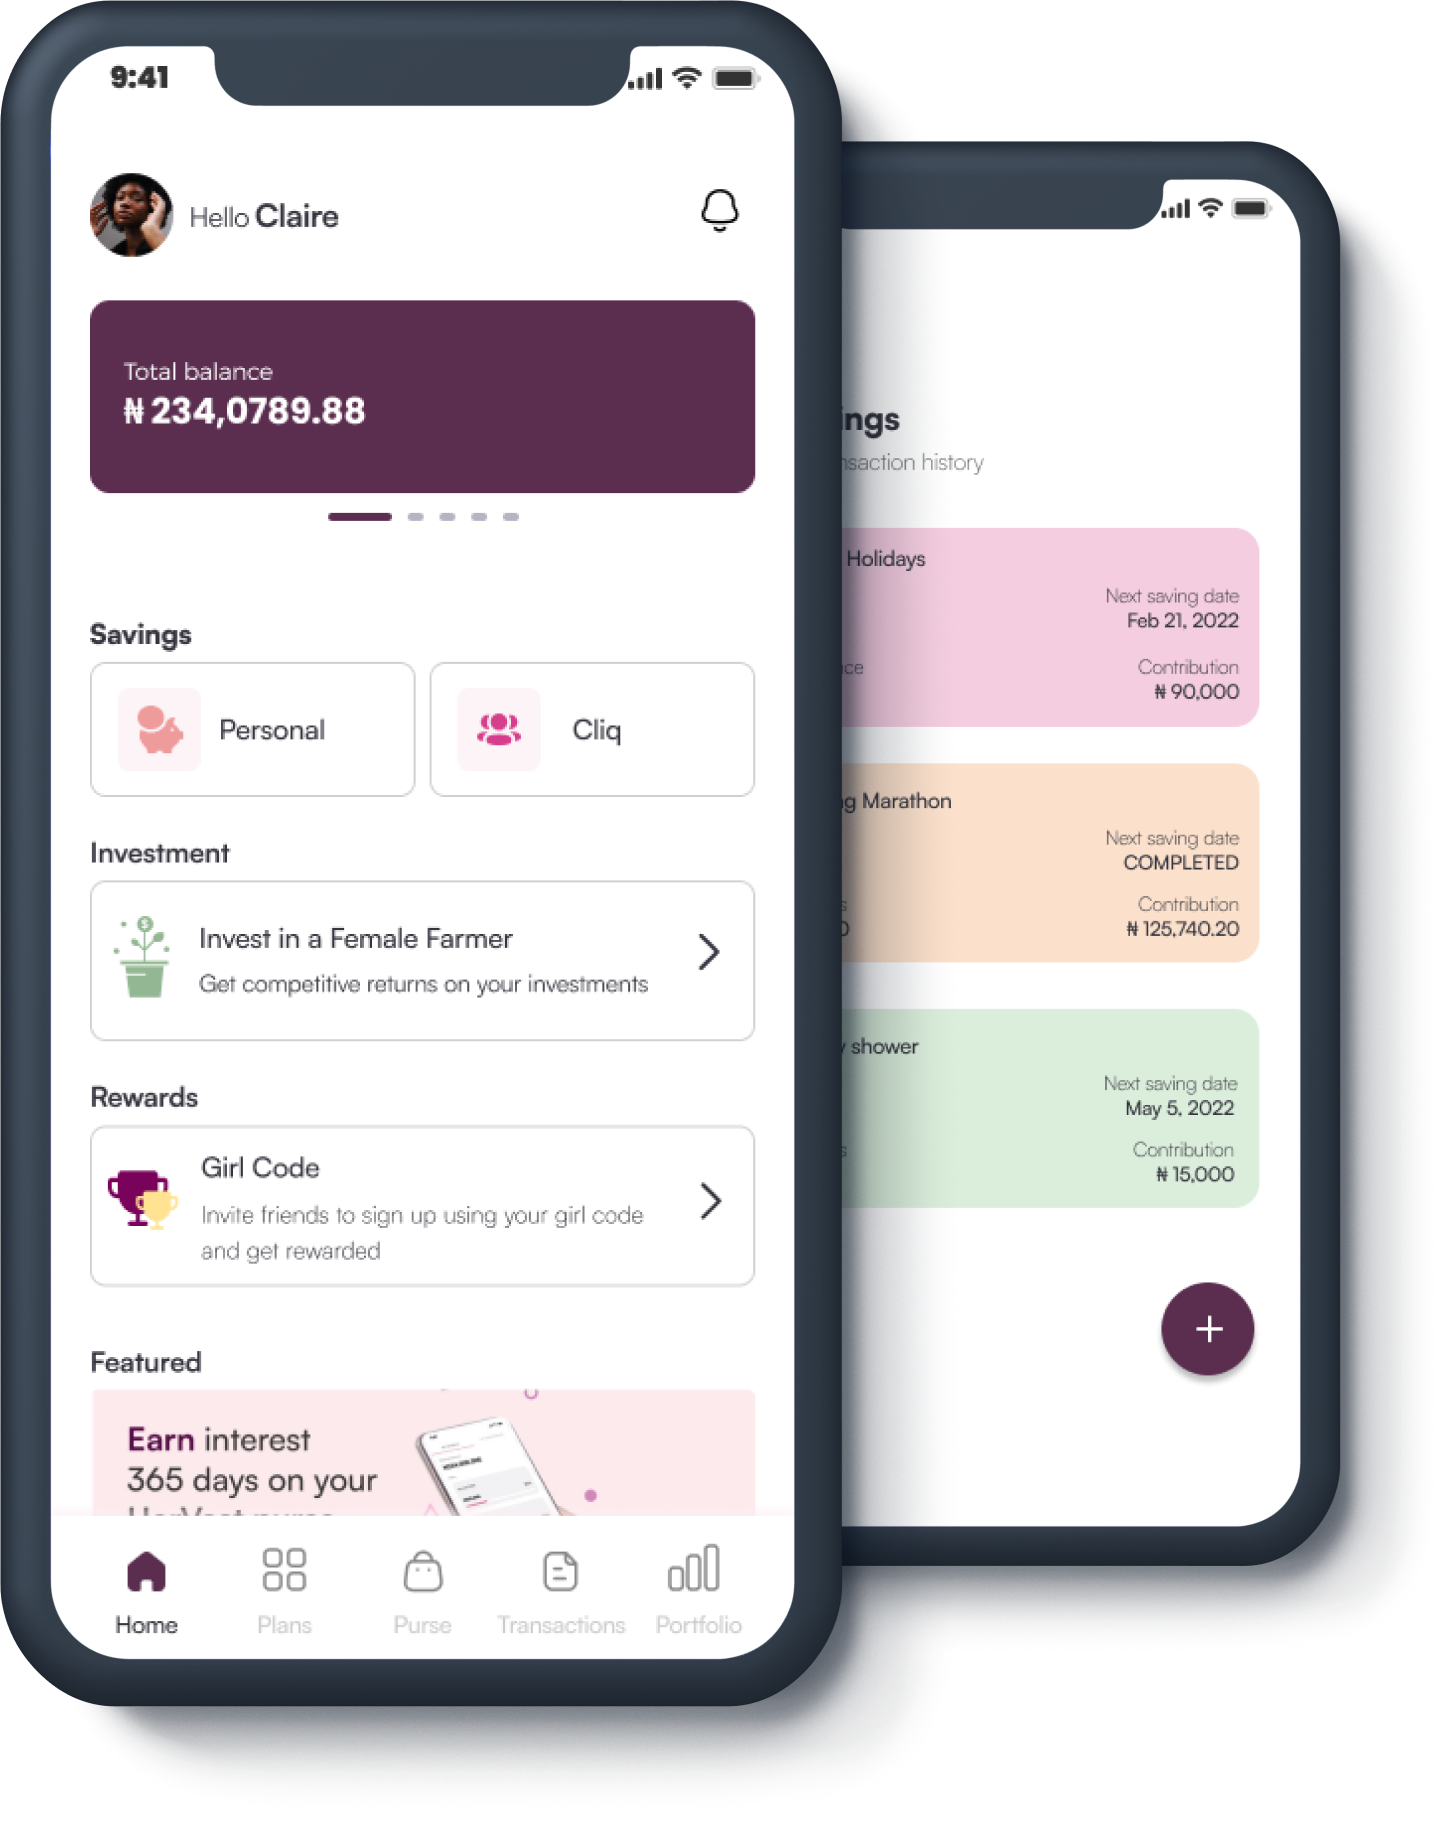 9:41
Hello Claire
Total balance
₦ 234,0789.88
Savings
Personal
Cliq
Investment
Invest in a Female Farmer
Get competitive returns on your investments
Rewards
Girl Code
Invite friends to sign up using your girl code
and get rewarded
Featured
Earn interest
365 days on your
Home
Plans
Purse
Transactions
Portfolio
ings
nsaction history
Holidays
Next saving date
Feb 21, 2022
Contribution
₦ 90,000
Marathon
Next saving date
COMPLETED
Contribution
₦ 125,740.20
shower
Next saving date
May 5, 2022
Contribution
₦ 15,000